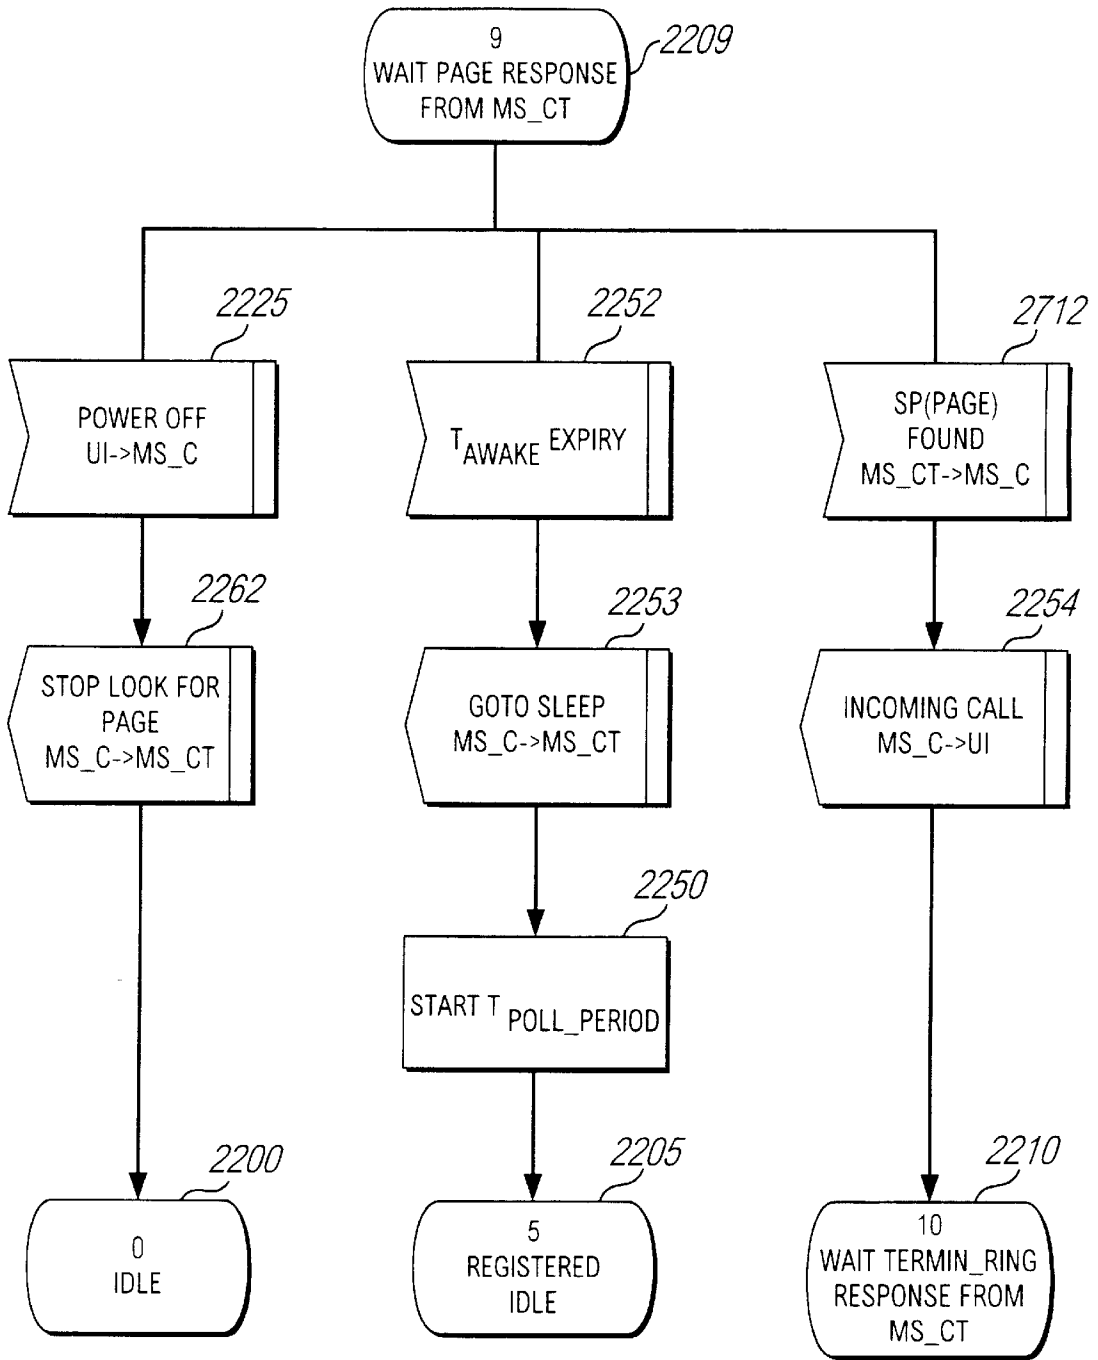 9
WAIT PAGE RESPONSE
FROM MS_CT
2209
2225
POWER OFF
UI->MS_C
2252
T AWAKE EXPIRY
2712
SP(PAGE)
FOUND
MS_CT->MS_C
2262
STOP LOOK FOR
PAGE
MS_C->MS_CT
2253
GOTO SLEEP
MS_C->MS_CT
2254
INCOMING CALL
MS_C->UI
2250
START T POLL_PERIOD
2200
0
IDLE
2205
5
REGISTERED
IDLE
2210
10
WAIT TERMIN_RING
RESPONSE FROM
MS_CT